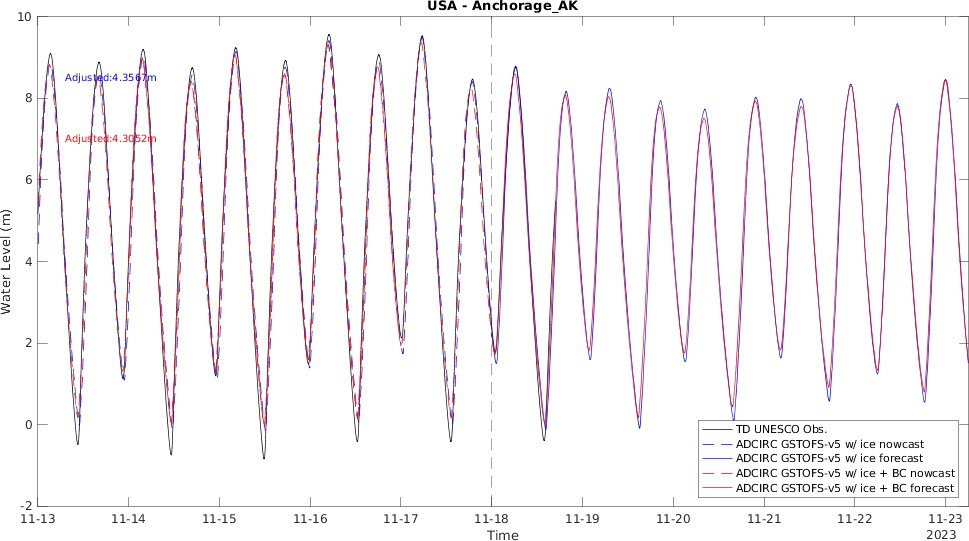 USA - Anchorage_AK
10
8
6
4
2
0
-2
Water Level (m)
Adjusted:4.3567m
Adjusted:4.3052m
TD UNESCO Obs.
ADCIRC GSTOFS-v5 w/ ice nowcast
ADCIRC GSTOFS-v5 w/ ice forecast
ADCIRC GSTOFS-v5 w/ ice + BC nowcast
ADCIRC GSTOFS-v5 w/ ice + BC forecast
11-13 11-14 11-15 11-16 11-17 11-18 11-19 11-20 11-21 11-22 11-23
Time
2023